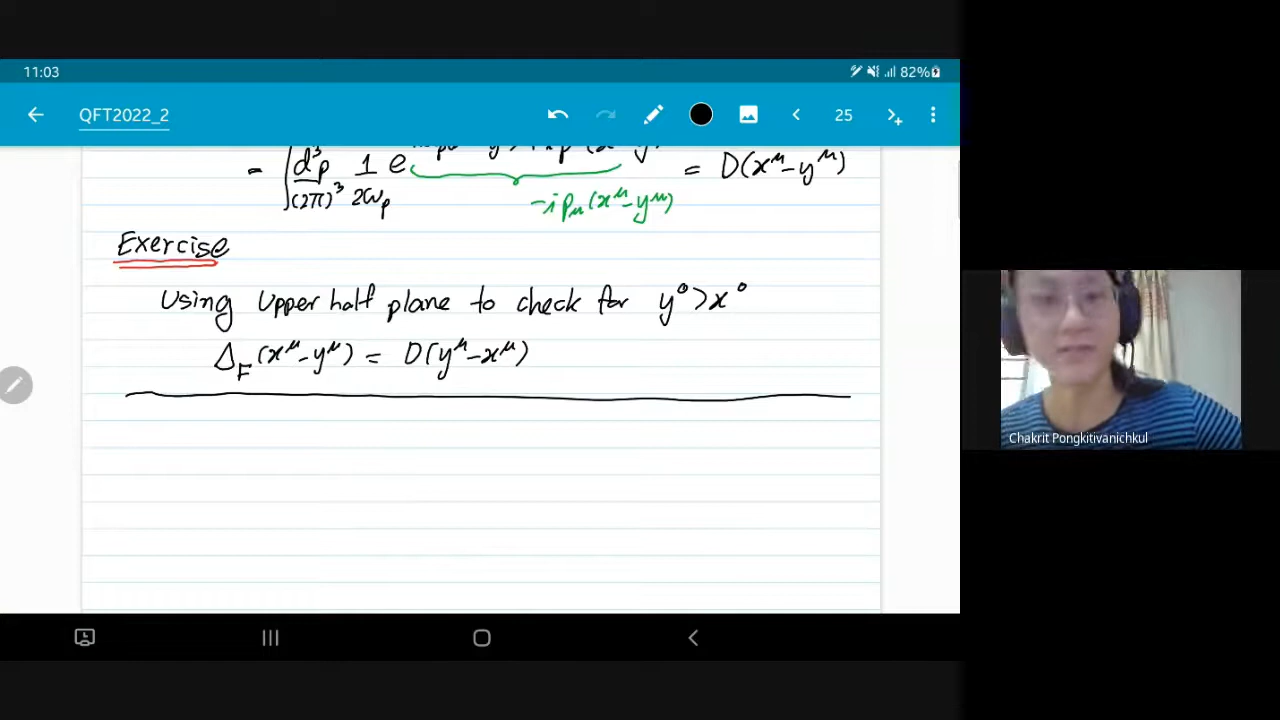 11:03 82%
QFT2022_2 25
= ∫ d³p/(2π)³ 1/2ω_p e = D(x^μ-y^μ)
-i p_μ (x^μ-y^μ)
Exercise
Using Upper half plane to check for y⁰ > x⁰
Δ_F (x^μ-y^μ) = D(y^μ-x^μ)
Chakrit Pongkitivanichkul